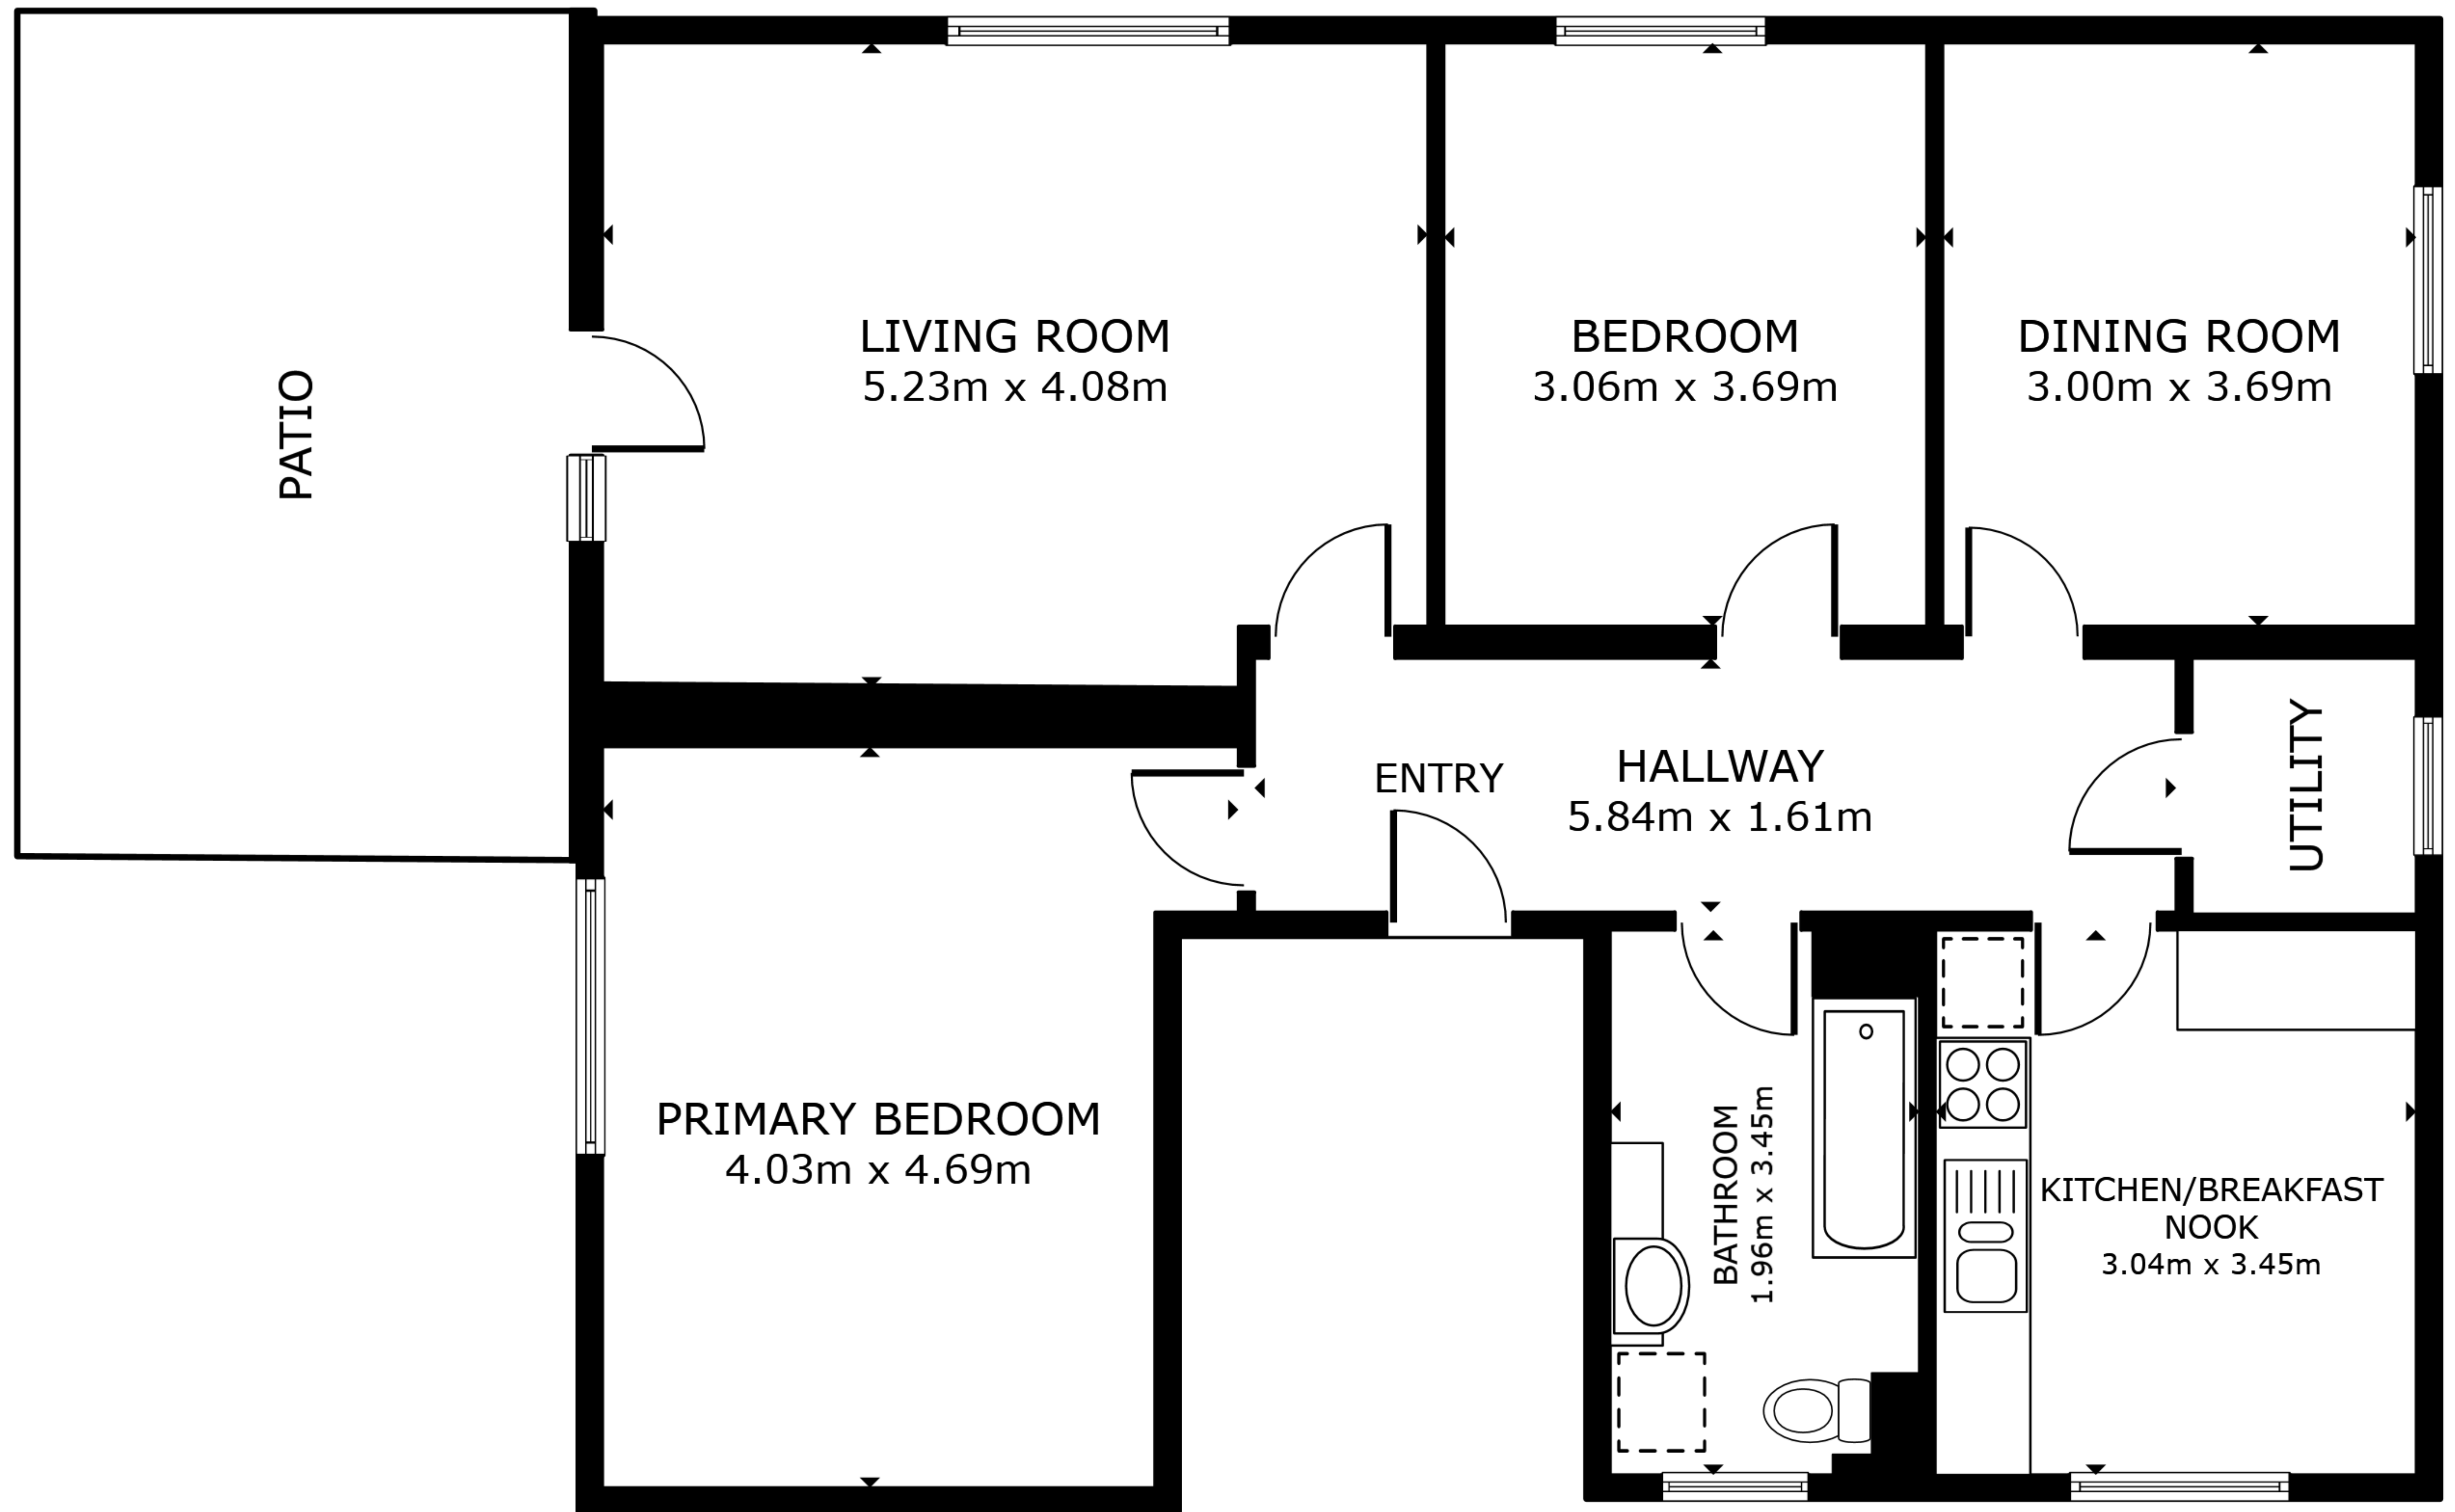 PATIO
LIVING ROOM
5.23m x 4.08m
BEDROOM
3.06m x 3.69m
DINING ROOM
3.00m x 3.69m
ENTRY
HALLWAY
5.84m x 1.61m
UTILITY
PRIMARY BEDROOM
4.03m x 4.69m
BATHROOM
1.96m x 3.45m
KITCHEN/BREAKFAST
NOOK
3.04m x 3.45m